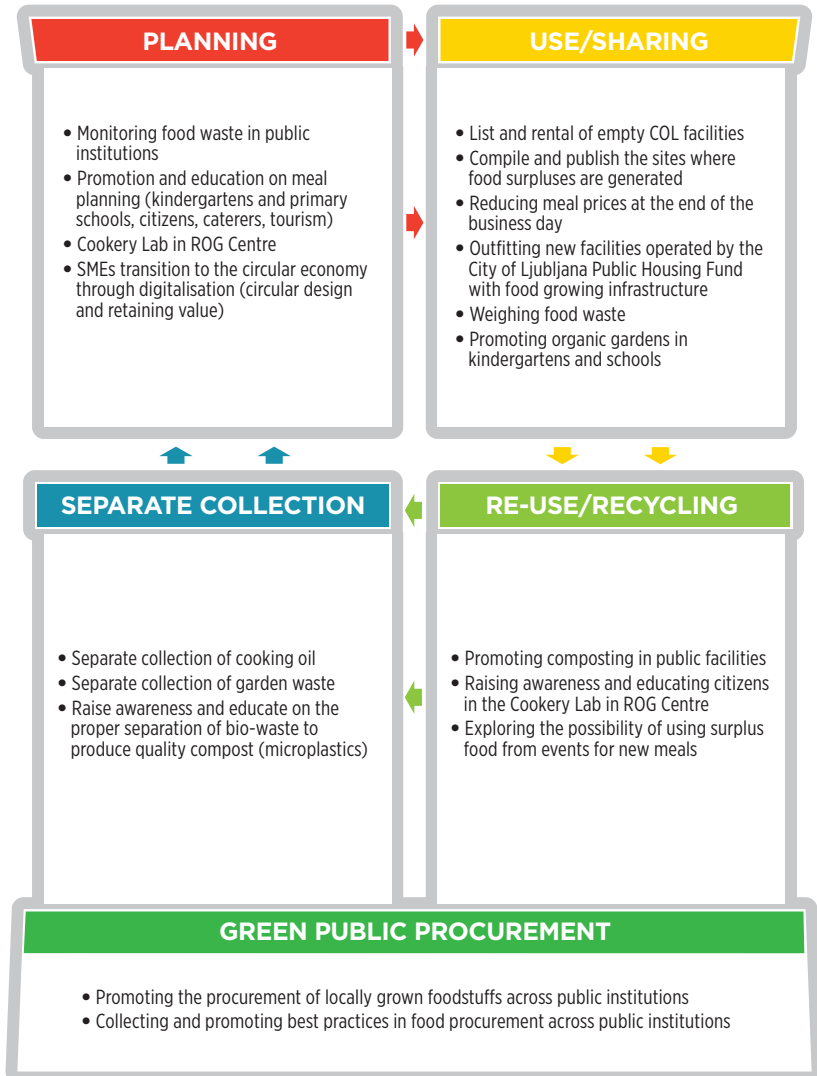 PLANNING
• Monitoring food waste in public
institutions
• Promotion and education on meal
planning (kindergartens and primary
schools, citizens, caterers, tourism)
• Cookery Lab in ROG Centre
• SMEs transition to the circular economy
through digitalisation (circular design
and retaining value)
USE/SHARING
• List and rental of empty COL facilities
• Compile and publish the sites where
food surpluses are generated
• Reducing meal prices at the end of the
business day
• Outfitting new facilities operated by the
City of Ljubljana Public Housing Fund
with food growing infrastructure
• Weighing food waste
• Promoting organic gardens in
kindergartens and schools
SEPARATE COLLECTION
• Separate collection of cooking oil
• Separate collection of garden waste
• Raise awareness and educate on the
proper separation of bio-waste to
produce quality compost (microplastics)
RE-USE/RECYCLING
• Promoting composting in public facilities
• Raising awareness and educating citizens
in the Cookery Lab in ROG Centre
• Exploring the possibility of using surplus
food from events for new meals
GREEN PUBLIC PROCUREMENT
• Promoting the procurement of locally grown foodstuffs across public institutions
• Collecting and promoting best practices in food procurement across public institutions